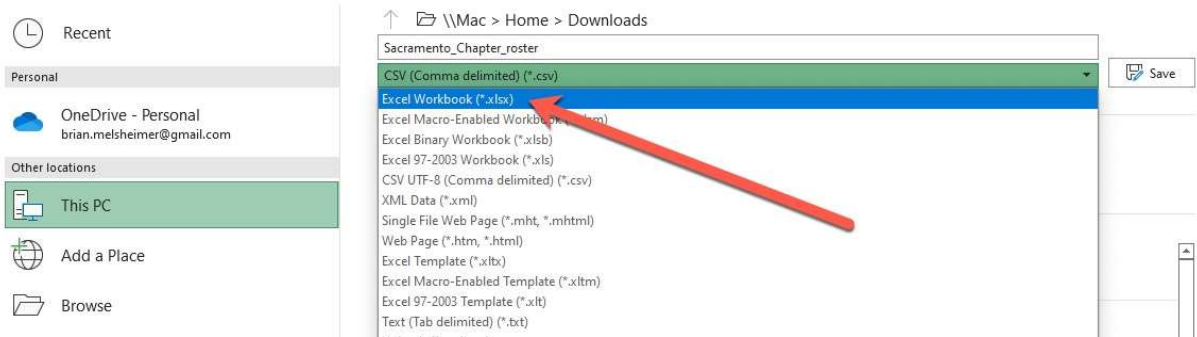 Recent
Personal
OneDrive - Personal
brian.melsheimer@gmail.com
Other locations
This PC
Add a Place
Browse
\\Mac > Home > Downloads
Sacramento_Chapter_roster
CSV (Comma delimited) (*.csv)
Save
Excel Workbook (*.xlsx)
Excel Macro-Enabled Workbook
Excel Binary Workbook (*.xlsb)
Excel 97-2003 Workbook (*.xls)
CSV UTF-8 (Comma delimited) (*.csv)
XML Data (*.xml)
Single File Web Page (*.mht, *.mhtml)
Web Page (*.htm, *.html)
Excel Template (*.xltx)
Excel Macro-Enabled Template (*.xltm)
Excel 97-2003 Template (*.xlt)
Text (Tab delimited) (*.txt)